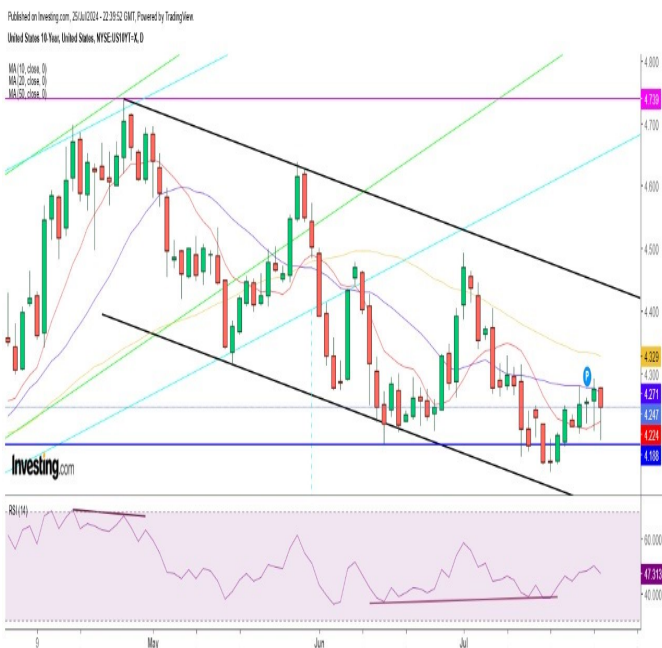 Published on Investing.com, 25/Jul/2024 - 22:39:52 GMT, Powered by TradingView.
United States 10-Year, United States, NYSE:US10YT=X, D
MA (10, close, 0)
MA (20, close, 0)
MA (50, close, 0)
4.800
4.739
4.700
4.600
4.500
4.400
4.329
4.300
P
4.271
4.247
4.224
4.188
Investing.com
RSI (14)
60.000
47.313
40.000
9 May Jun Jul